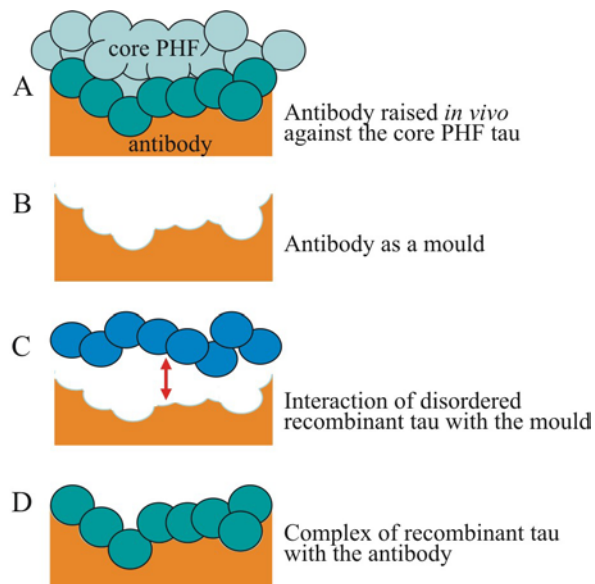 core PHF
A
antibody
Antibody raised in vivo
against the core PHF tau
B
Antibody as a mould
C
Interaction of disordered
recombinant tau with the mould
D
Complex of recombinant tau
with the antibody